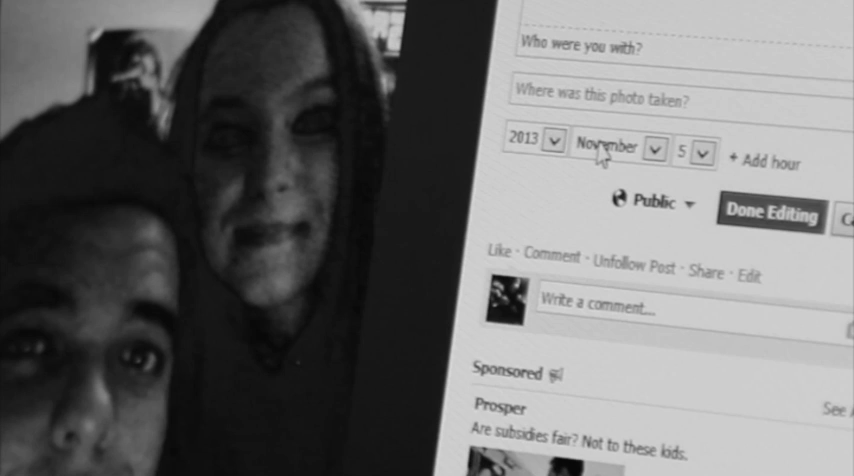 Who were you with?
Where was this photo taken?
2013 November 5 + Add hour
Public Done Editing
Like · Comment · Unfollow Post · Share · Edit
Write a comment...
Sponsored
See
Prosper
Are subsidies fair? Not to these kids.